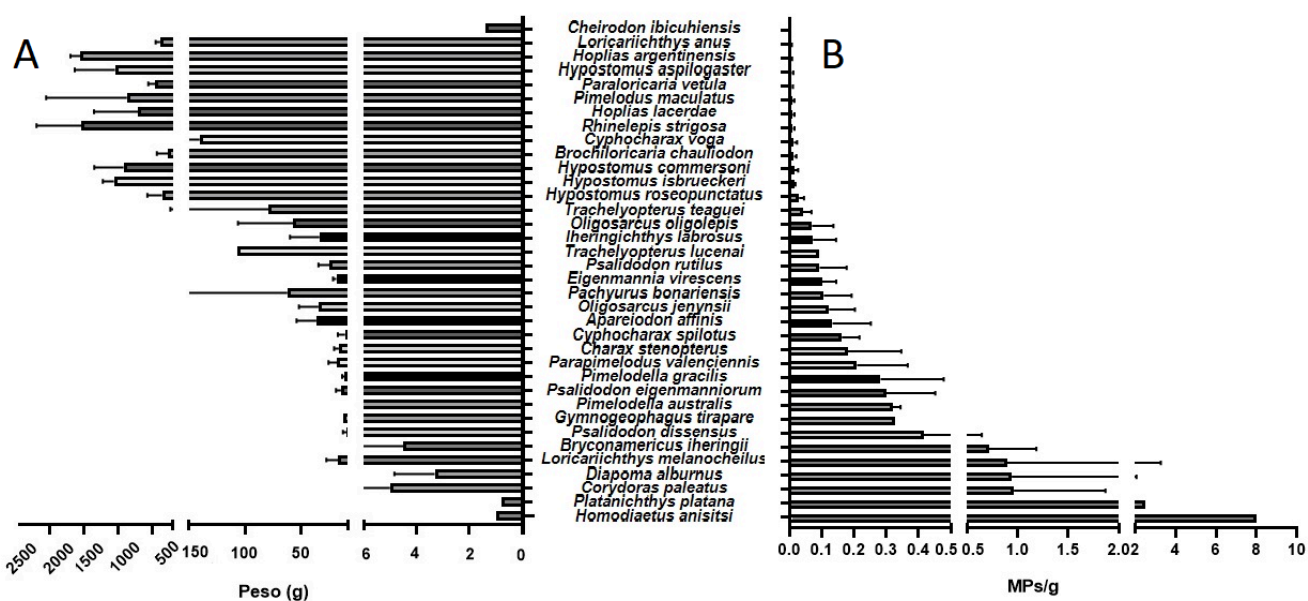 A
B
Cheirodon ibicuhiensis
Loricariichthys anus
Hoplias argentinensis
Hypostomus aspilogaster
Paraloricaria vetula
Pimelodus maculatus
Hoplias lacerdae
Rhinelepis strigosa
Cyphocharax voga
Brochiloricaria chauliodon
Hypostomus commersoni
Hypostomus isbrueckeri
Hypostomus roseopunctatus
Trachelyopterus teaguei
Oligosarcus oligolepis
Iheringichthys labrosus
Trachelyopterus lucenai
Psalidodon rutilus
Eigenmannia virescens
Pachyurus bonariensis
Oligosarcus jenynsii
Apareiodon affinis
Cyphocharax spilotus
Charax stenopterus
Parapimelodus valenciennis
Pimelodella gracilis
Psalidodon eigenmanniorum
Pimelodella australis
Gymnogeophagus tirapare
Psalidodon dissensus
Bryconamericus iheringii
Loricariichthys melanocheilus
Diapoma alburnus
Corydoras paleatus
Platanichthys platana
Homodiaetus anisitsi
2500 2000 1500 1000 500 150 100 50 6 4 2 0
0.0 0.1 0.2 0.3 0.4 0.5 0.5 1.0 1.5 2.0 2 4 6 8 10
Peso (g)
MPs/g